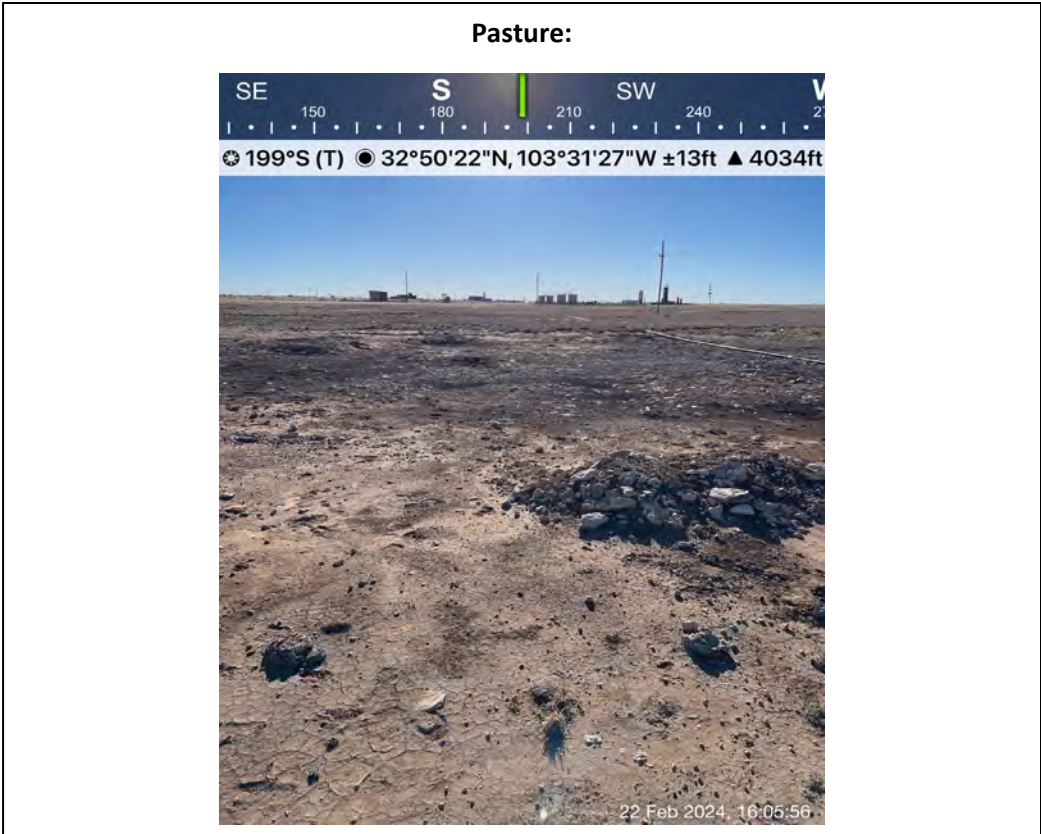 Pasture:
SE S SW W
150 180 210 240 27
199°S (T) 32°50'22"N, 103°31'27"W ±13ft ▲ 4034ft
22 Feb 2024, 16:05:56